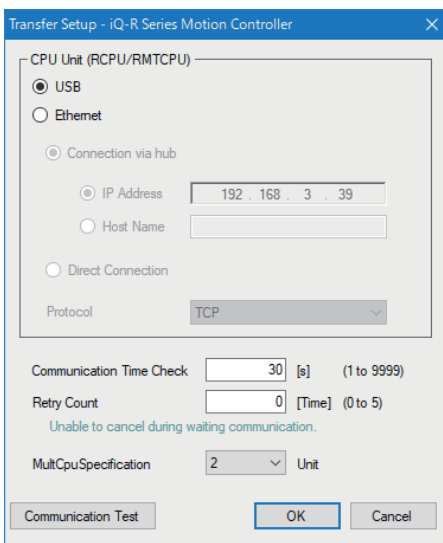 Transfer Setup - iQ-R Series Motion Controller
CPU Unit (RCPU/RMTCPU)
USB
Ethernet
Connection via hub
IP Address 192 . 168 . 3 . 39
Host Name
Direct Connection
Protocol TCP
Communication Time Check 30 [s] (1 to 9999)
Retry Count 0 [Time] (0 to 5)
Unable to cancel during waiting communication.
MultCpuSpecification 2 Unit
Communication Test OK Cancel